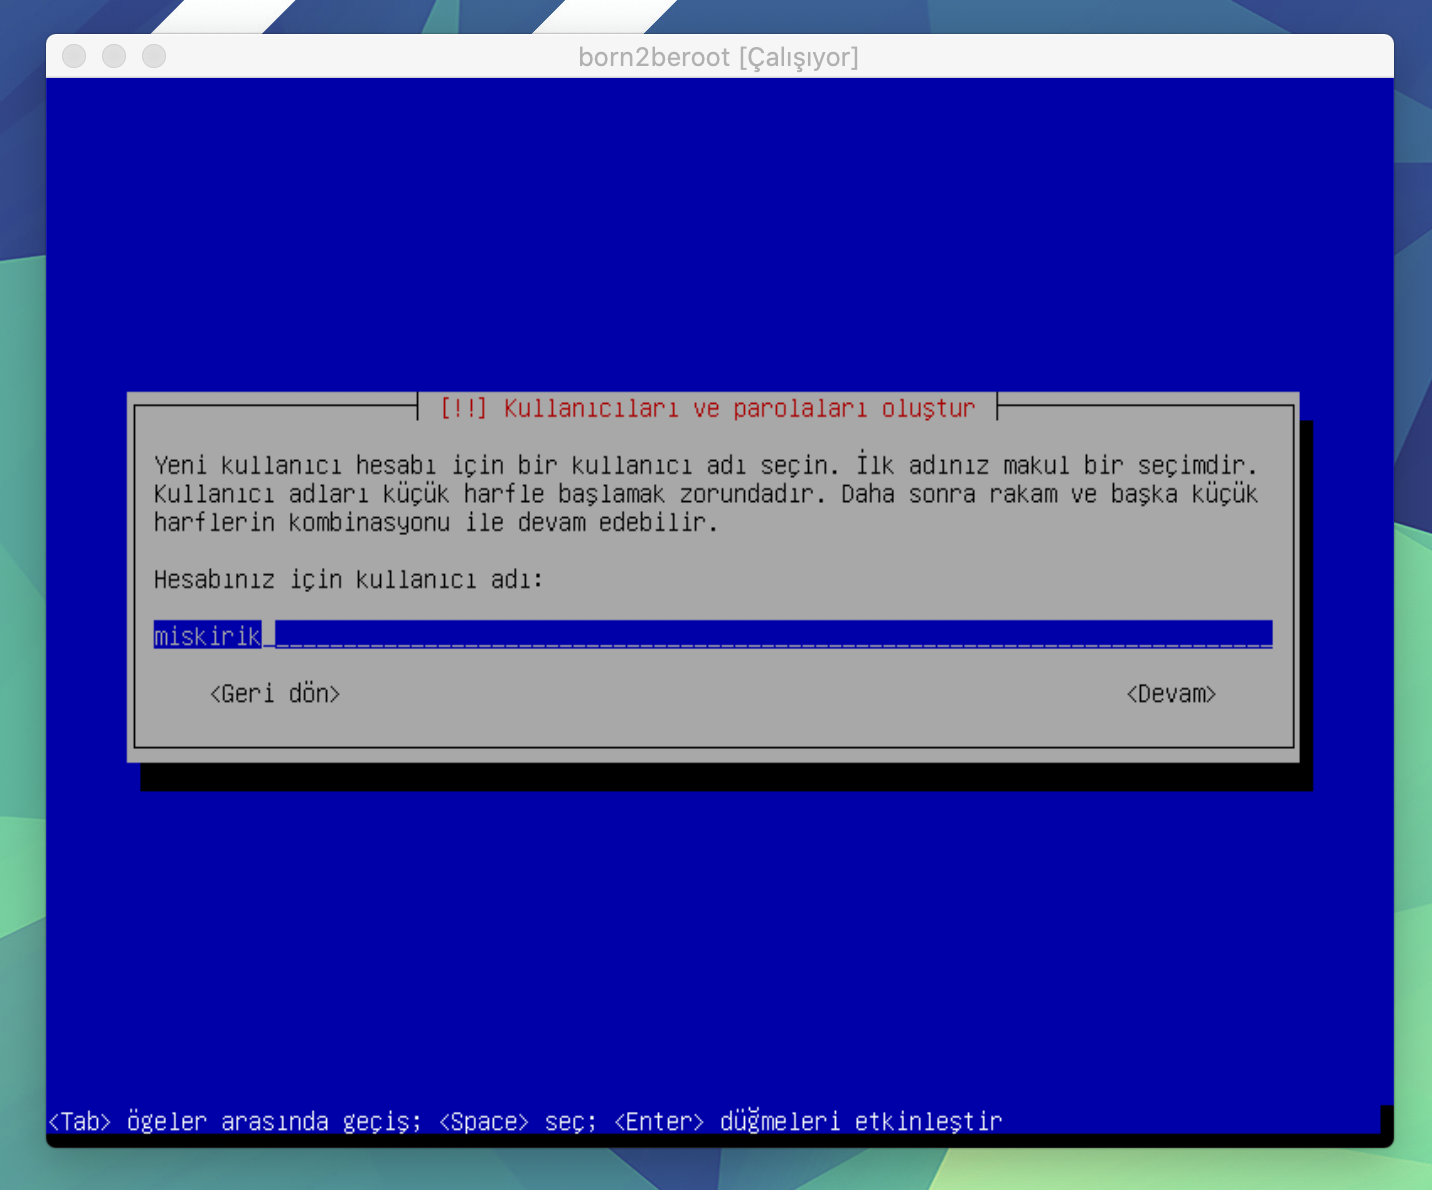 born2beroot [Çalışıyor]
[!!] Kullanıcıları ve parolaları oluştur
Yeni kullanıcı hesabı için bir kullanıcı adı seçin. İlk adınız makul bir seçimdir.
Kullanıcı adları küçük harfle başlamak zorundadır. Daha sonra rakam ve başka küçük
harflerin kombinasyonu ile devam edebilir.
Hesabınız için kullanıcı adı:
miskirik
<Geri dön> <Devam>
<Tab> ögeler arasında geçiş; <Space> seç; <Enter> düğmeleri etkinleştir